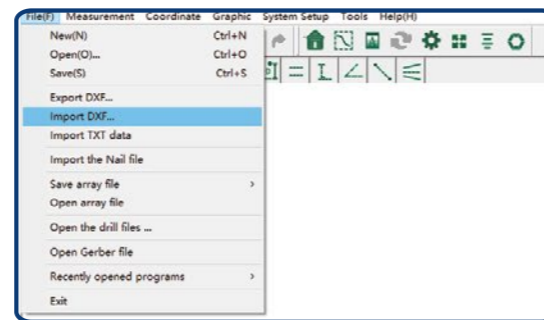 File(F) Measurement Coordinate Graphic System Setup Tools Help(H)
New(N) Ctrl+N
Open(O)... Ctrl+O
Save(S) Ctrl+S
Export DXF...
Import DXF...
Import TXT data
Import the Nail file
Save array file >
Open array file
Open the drill files ...
Open Gerber file
Recently opened programs >
Exit